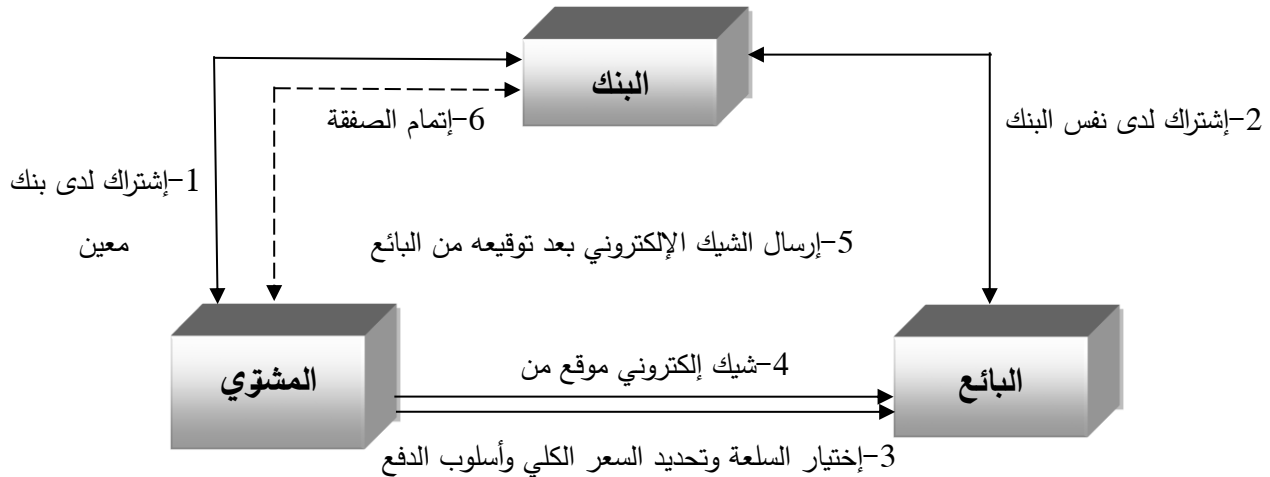 البنك
6-إتمام الصفقة
2-إشتراك لدى نفس البنك
1-إشتراك لدى بنك
معين
5-إرسال الشيك الإلكتروني بعد توقيعه من البائع
المشتري
4-شيك إلكتروني موقع من
البائع
3-إختيار السلعة وتحديد السعر الكلي وأسلوب الدفع